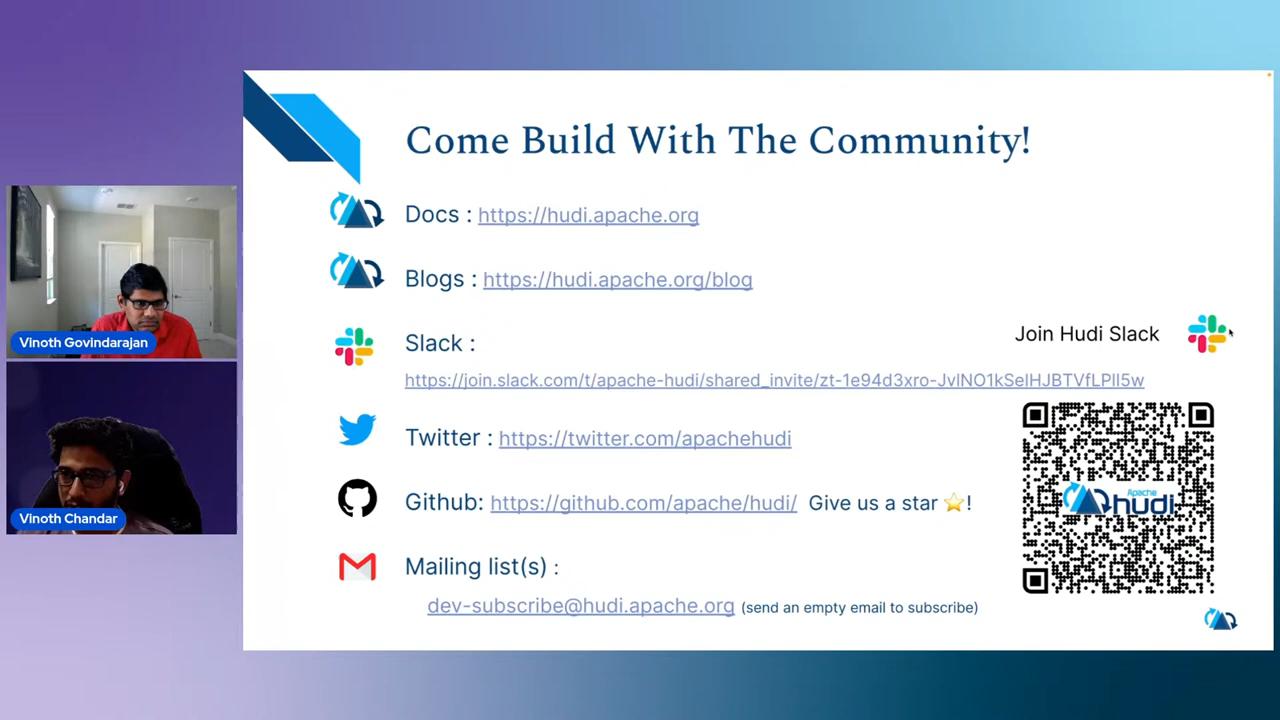 Come Build With The Community!
Docs : https://hudi.apache.org
Blogs : https://hudi.apache.org/blog
Slack :
Join Hudi Slack
https://join.slack.com/t/apache-hudi/shared_invite/zt-1e94d3xro-JvlNO1kSelHJBTVfLPlI5w
Twitter : https://twitter.com/apachehudi
Github: https://github.com/apache/hudi/ Give us a star ⭐!
Apache
hudi
Mailing list(s) :
dev-subscribe@hudi.apache.org (send an empty email to subscribe)
Vinoth Govindarajan
Vinoth Chandar